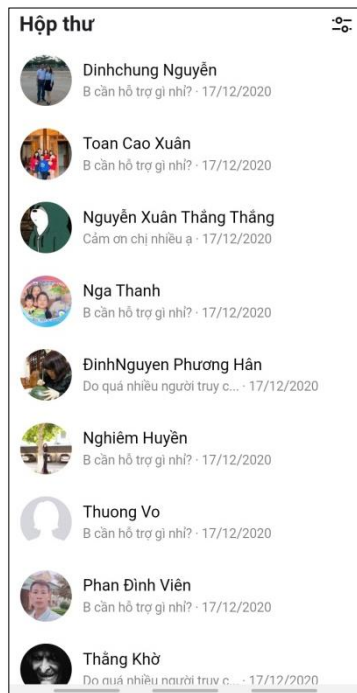 Hộp thư
Dinhchung Nguyễn
B cần hỗ trợ gì nhỉ? · 17/12/2020
Toan Cao Xuân
B cần hỗ trợ gì nhỉ? · 17/12/2020
Nguyễn Xuân Thắng Thắng
Cảm ơn chị nhiều ạ · 17/12/2020
Nga Thanh
B cần hỗ trợ gì nhỉ? · 17/12/2020
ĐinhNguyen Phương Hân
Do quá nhiều người truy c... · 17/12/2020
Nghiêm Huyền
B cần hỗ trợ gì nhỉ? · 17/12/2020
Thuong Vo
B cần hỗ trợ gì nhỉ? · 17/12/2020
Phan Đình Viên
B cần hỗ trợ gì nhỉ? · 17/12/2020
Thằng Khờ
Do quá nhiều người truy c... · 17/12/2020